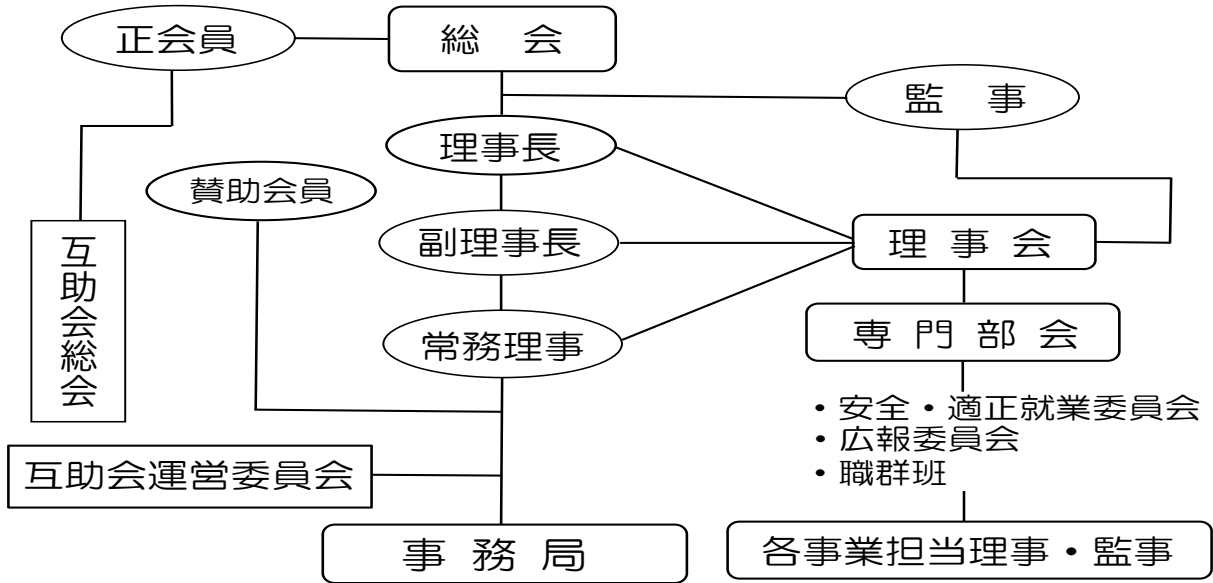 正会員
総　会
監　事
理事長
賛助会員
副理事長
理 事 会
互助会総会
常務理事
専 門 部 会
・安全・適正就業委員会
・広報委員会
・職群班
互助会運営委員会
事 務 局
各事業担当理事・監事